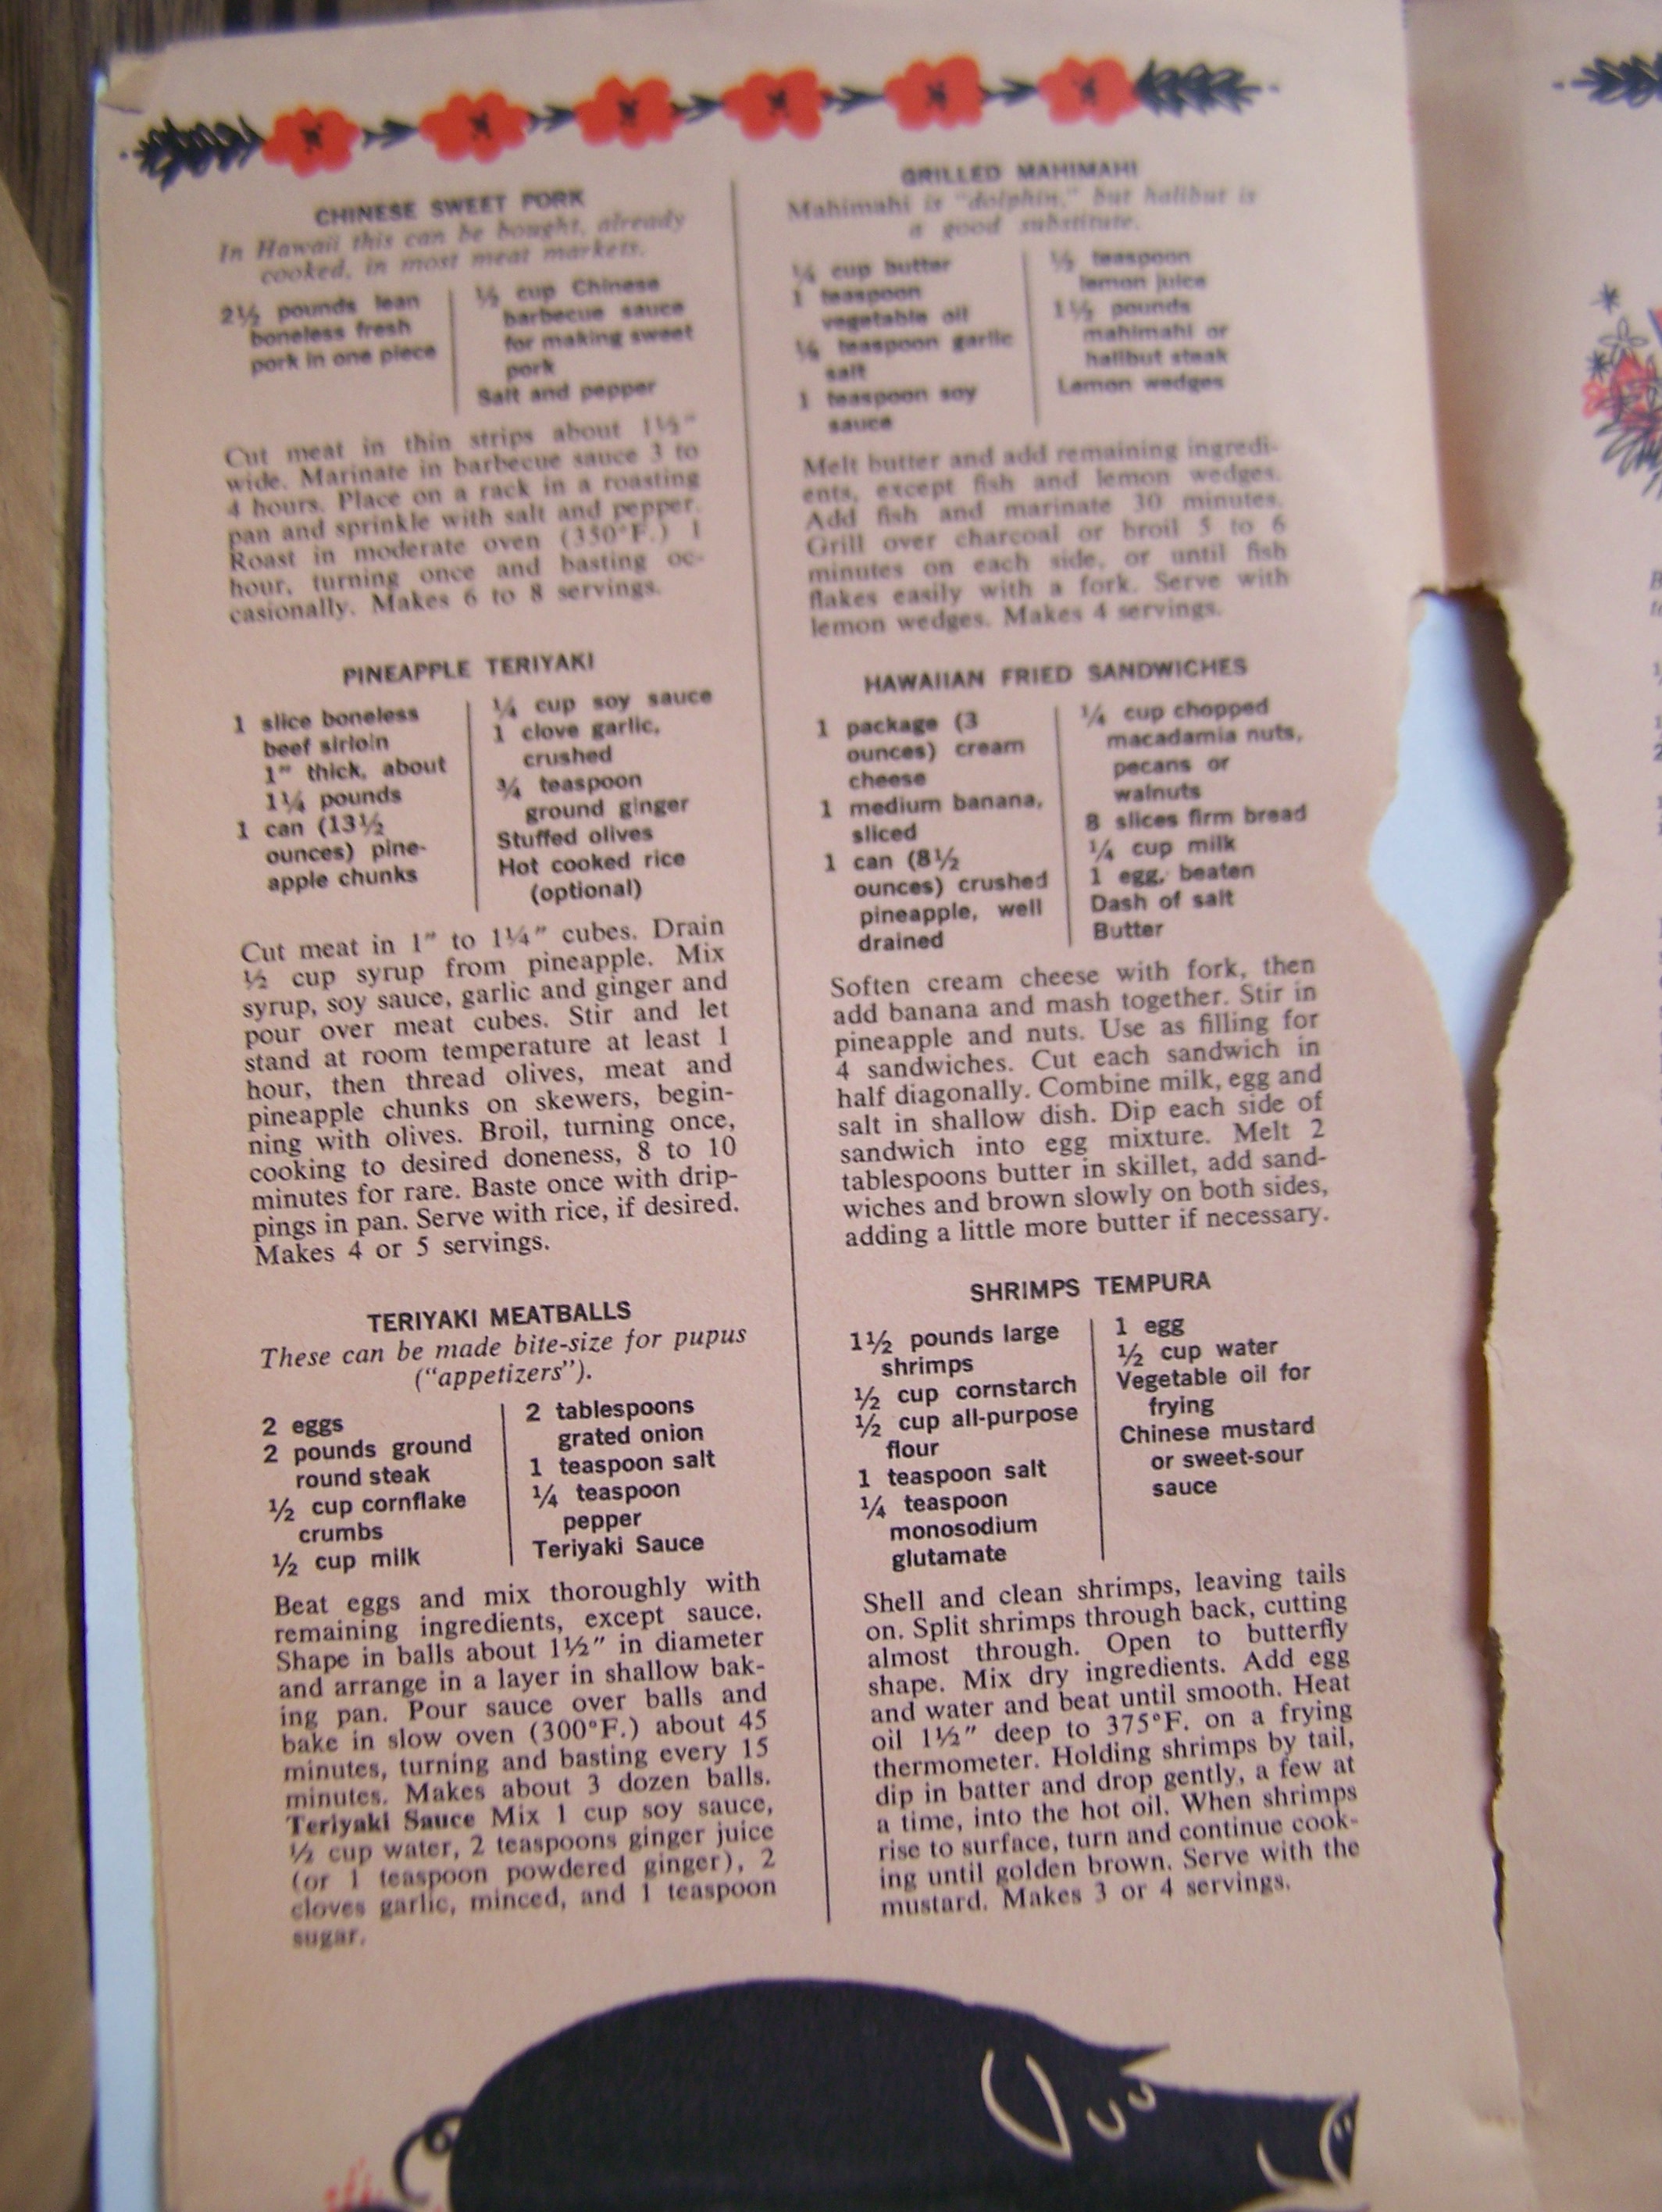 CHINESE SWEET PORK
In Hawaii this can be bought, already
cooked, in most meat markets.
2½ pounds lean
boneless fresh
pork in one piece
½ cup Chinese
barbecue sauce
for making sweet
pork
Salt and pepper
Cut meat in thin strips about 1½"
wide. Marinate in barbecue sauce 3 to
4 hours. Place on a rack in a roasting
pan and sprinkle with salt and pepper.
Roast in moderate oven (350°F.) 1
hour, turning once and basting oc-
casionally. Makes 6 to 8 servings.
PINEAPPLE TERIYAKI
1 slice boneless
beef sirloin
1" thick, about
1¼ pounds
1 can (13½
ounces) pine-
apple chunks
¼ cup soy sauce
1 clove garlic,
crushed
¾ teaspoon
ground ginger
Stuffed olives
Hot cooked rice
(optional)
Cut meat in 1" to 1¼" cubes. Drain
½ cup syrup from pineapple. Mix
syrup, soy sauce, garlic and ginger and
pour over meat cubes. Stir and let
stand at room temperature at least 1
hour, then thread olives, meat and
pineapple chunks on skewers, begin-
ning with olives. Broil, turning once,
cooking to desired doneness, 8 to 10
minutes for rare. Baste once with drip-
pings in pan. Serve with rice, if desired.
Makes 4 or 5 servings.
TERIYAKI MEATBALLS
These can be made bite-size for pupus
("appetizers").
2 eggs
2 pounds ground
round steak
½ cup cornflake
crumbs
½ cup milk
2 tablespoons
grated onion
1 teaspoon salt
¼ teaspoon
pepper
Teriyaki Sauce
Beat eggs and mix thoroughly with
remaining ingredients, except sauce.
Shape in balls about 1½" in diameter
and arrange in a layer in shallow bak-
ing pan. Pour sauce over balls and
bake in slow oven (300°F.) about 45
minutes, turning and basting every 15
minutes. Makes about 3 dozen balls.
Teriyaki Sauce Mix 1 cup soy sauce,
½ cup water, 2 teaspoons ginger juice
(or 1 teaspoon powdered ginger), 2
cloves garlic, minced, and 1 teaspoon
sugar.
GRILLED MAHIMAHI
Mahimahi is "dolphin," but halibut is
a good substitute.
¼ cup butter
1 teaspoon
vegetable oil
teaspoon garlic
salt
1 teaspoon soy
sauce
½ teaspoon
lemon juice
1½ pounds
mahimahi or
halibut steak
Lemon wedges
Melt butter and add remaining ingredi-
ents, except fish and lemon wedges.
Add fish and marinate 30 minutes.
Grill over charcoal or broil 5 to 6
minutes on each side, or until fish
flakes easily with a fork. Serve with
lemon wedges. Makes 4 servings.
HAWAIIAN FRIED SANDWICHES
1 package (3
ounces) cream
cheese
1 medium banana,
sliced
1 can (8½
ounces) crushed
pineapple, well
drained
¼ cup chopped
macadamia nuts,
pecans or
walnuts
8 slices firm bread
¼ cup milk
1 egg, beaten
Dash of salt
Butter
Soften cream cheese with fork, then
add banana and mash together. Stir in
pineapple and nuts. Use as filling for
4 sandwiches. Cut each sandwich in
half diagonally. Combine milk, egg and
salt in shallow dish. Dip each side of
sandwich into egg mixture. Melt 2
tablespoons butter in skillet, add sand-
wiches and brown slowly on both sides,
adding a little more butter if necessary.
SHRIMPS TEMPURA
1½ pounds large
shrimps
½ cup cornstarch
½ cup all-purpose
flour
1 teaspoon salt
¼ teaspoon
monosodium
glutamate
1 egg
½ cup water
Vegetable oil for
frying
Chinese mustard
or sweet-sour
sauce
Shell and clean shrimps, leaving tails
on. Split shrimps through back, cutting
almost through. Open to butterfly
shape. Mix dry ingredients. Add egg
and water and beat until smooth. Heat
oil 1½" deep to 375°F. on a frying
thermometer. Holding shrimps by tail,
dip in batter and drop gently, a few at
a time, into the hot oil. When shrimps
rise to surface, turn and continue cook-
ing until golden brown. Serve with the
mustard. Makes 3 or 4 servings.